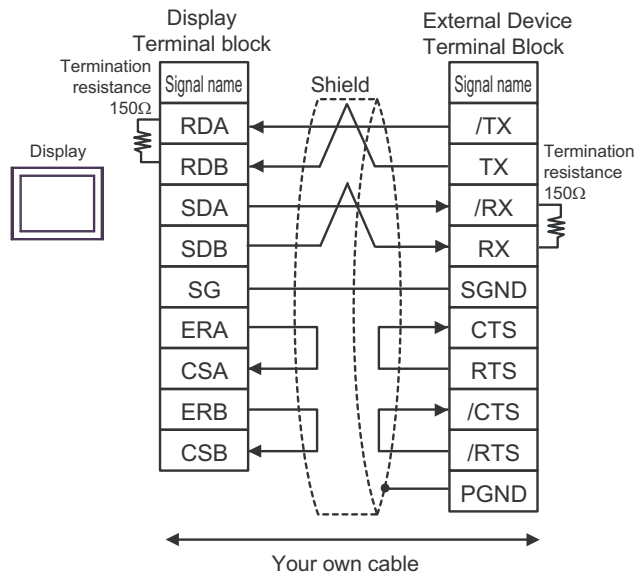 Display
Terminal block
External Device
Terminal Block
Termination
resistance
150Ω
Signal name
Shield
Signal name
RDA
/TX
Display
RDB
TX
Termination
resistance
150Ω
SDA
/RX
SDB
RX
SG
SGND
ERA
CTS
CSA
RTS
ERB
/CTS
CSB
/RTS
PGND
Your own cable